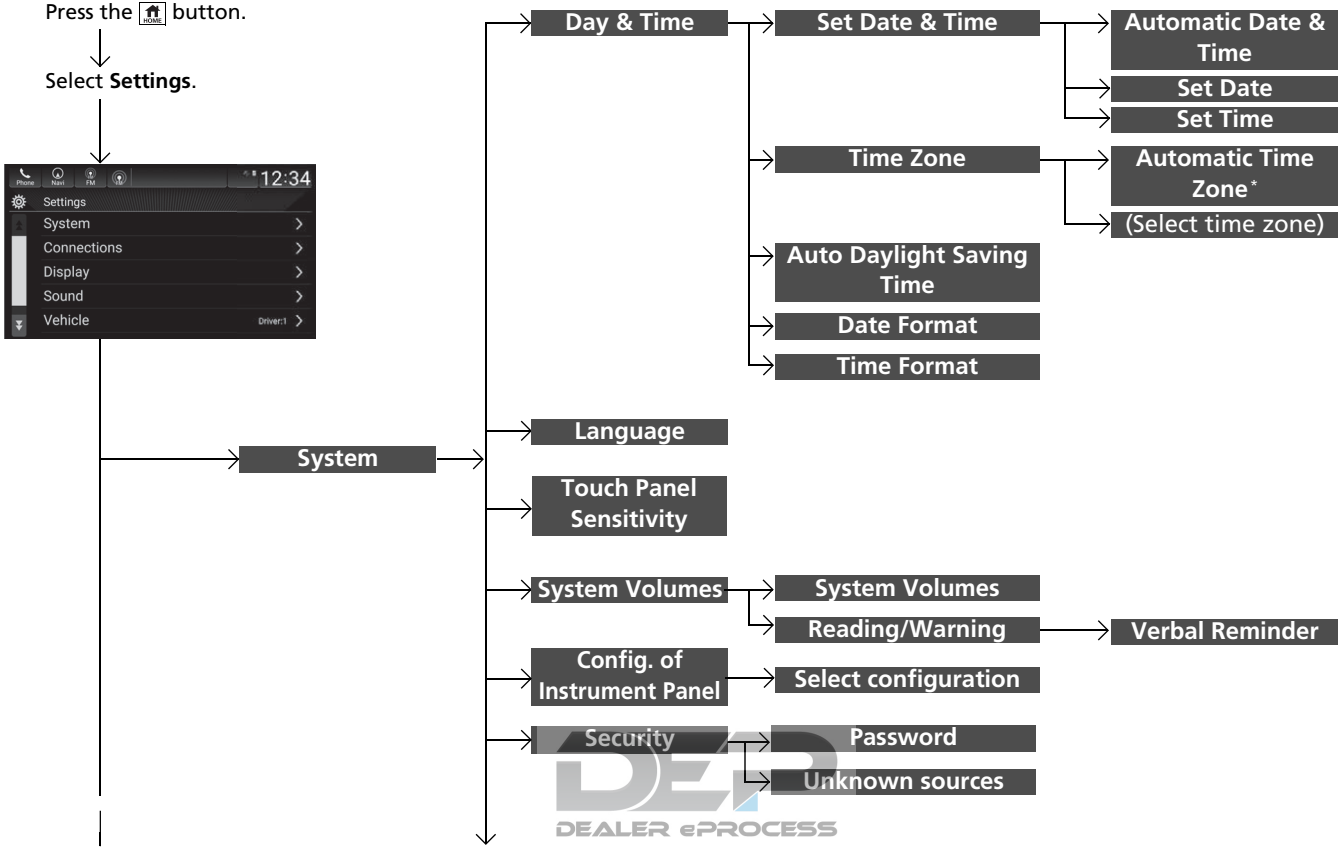 Press the HOME button.
Select Settings.
Phone Navi FM 12:34
Settings
System
Connections
Display
Sound
Vehicle Driver:1
System
Day & Time
Set Date & Time
Automatic Date &
Time
Set Date
Set Time
Time Zone
Automatic Time
Zone*
(Select time zone)
Auto Daylight Saving
Time
Date Format
Time Format
Language
Touch Panel
Sensitivity
System Volumes
System Volumes
Reading/Warning
Verbal Reminder
Config. of
Instrument Panel
Select configuration
Security
Password
Unknown sources
DEP
DEALER ePROCESS